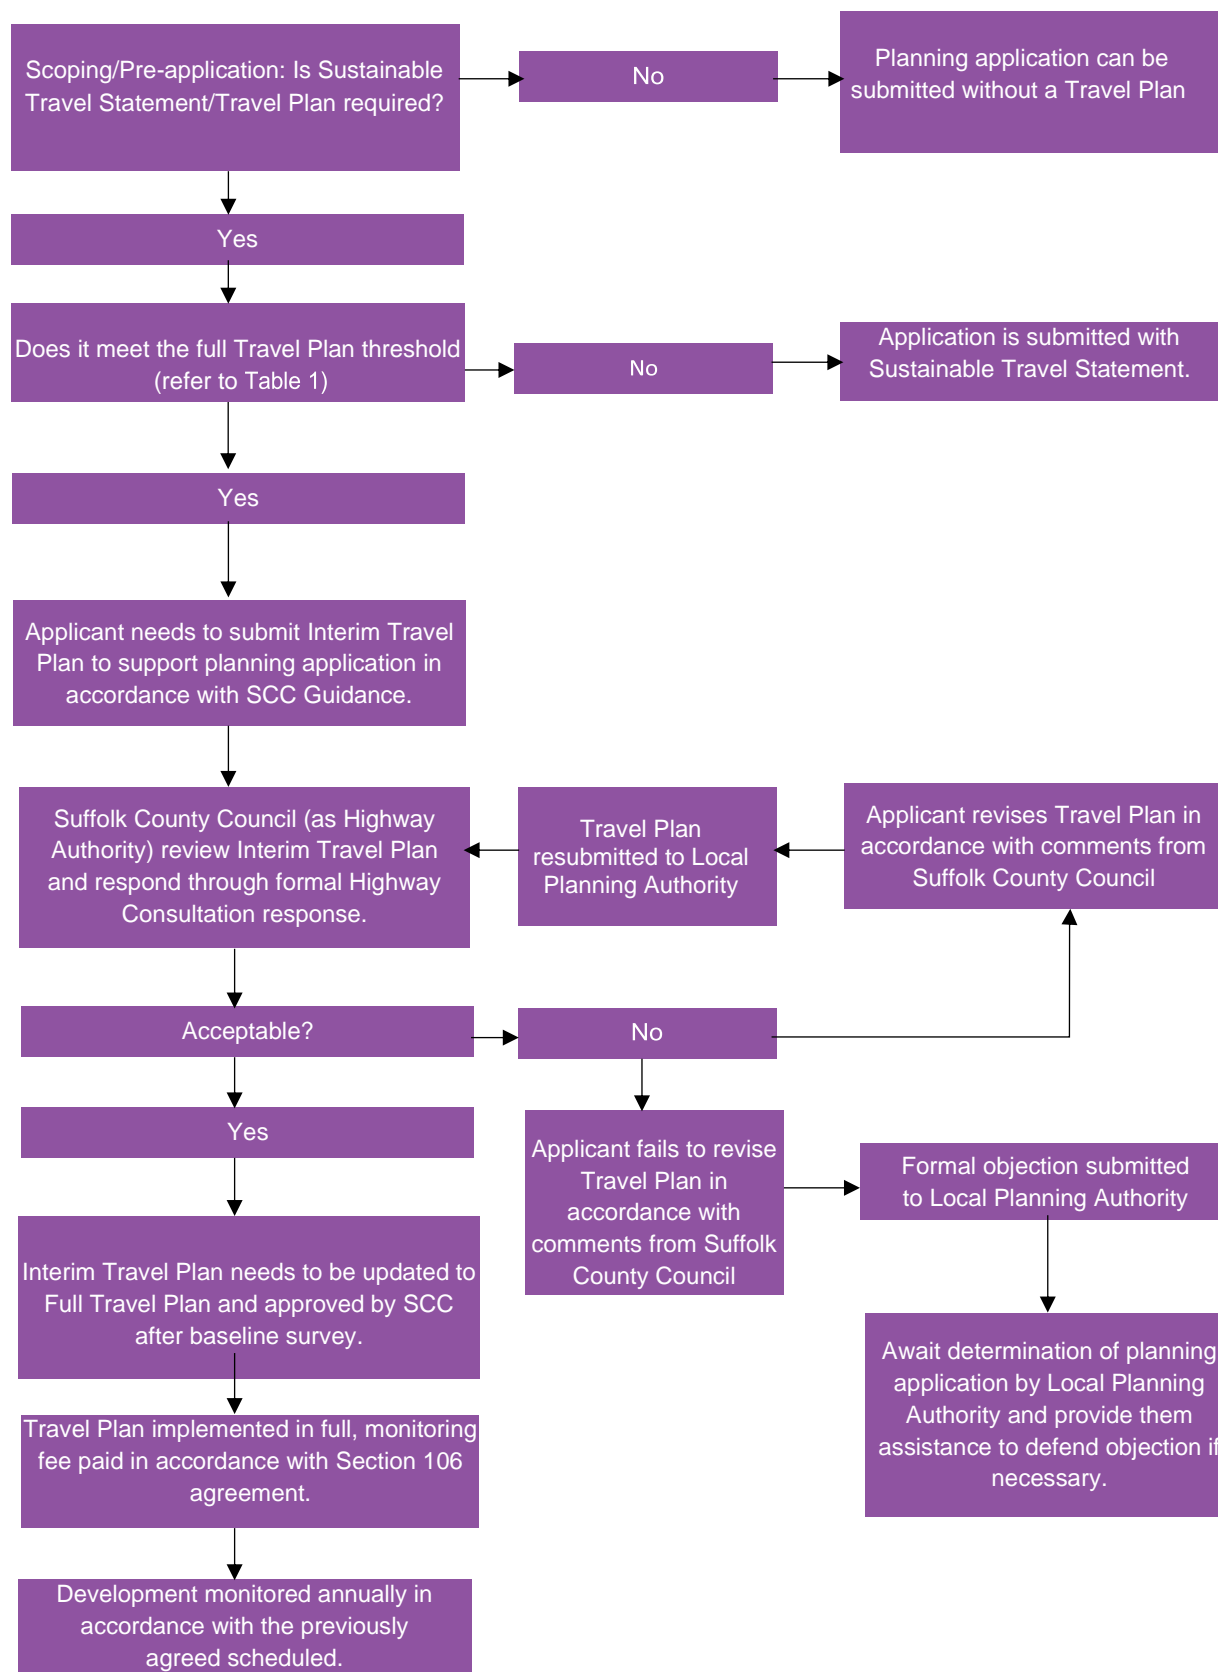 Scoping/Pre-application: Is Sustainable
Travel Statement/Travel Plan required?
No
Planning application can be
submitted without a Travel Plan
Yes
Does it meet the full Travel Plan threshold
(refer to Table 1)
No
Application is submitted with
Sustainable Travel Statement.
Yes
Applicant needs to submit Interim Travel
Plan to support planning application in
accordance with SCC Guidance.
Suffolk County Council (as Highway
Authority) review Interim Travel Plan
and respond through formal Highway
Consultation response.
Travel Plan
resubmitted to Local
Planning Authority
Applicant revises Travel Plan in
accordance with comments from
Suffolk County Council
Acceptable?
No
Yes
Applicant fails to revise
Travel Plan in
accordance with
comments from Suffolk
County Council
Formal objection submitted
to Local Planning Authority
Interim Travel Plan needs to be updated to
Full Travel Plan and approved by SCC
after baseline survey.
Await determination of planning
application by Local Planning
Authority and provide them
assistance to defend objection if
necessary.
Travel Plan implemented in full, monitoring
fee paid in accordance with Section 106
agreement.
Development monitored annually in
accordance with the previously
agreed scheduled.